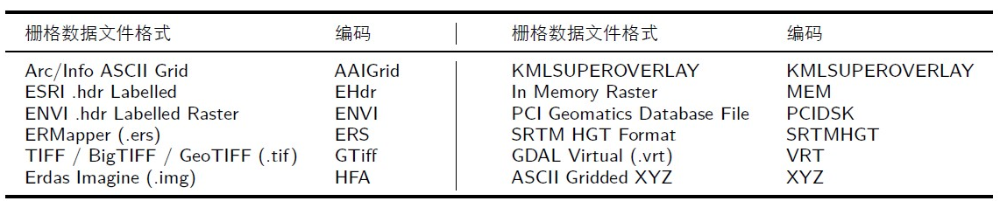 栅格数据文件格式 编码 栅格数据文件格式 编码
Arc/Info ASCII Grid AAIGrid KMLSUPEROVERLAY KMLSUPEROVERLAY
ESRI .hdr Labelled EHdr In Memory Raster MEM
ENVI .hdr Labelled Raster ENVI PCI Geomatics Database File PCIDSK
ERMapper (.ers) ERS SRTM HGT Format SRTMHGT
TIFF / BigTIFF / GeoTIFF (.tif) GTiff GDAL Virtual (.vrt) VRT
Erdas Imagine (.img) HFA ASCII Gridded XYZ XYZ